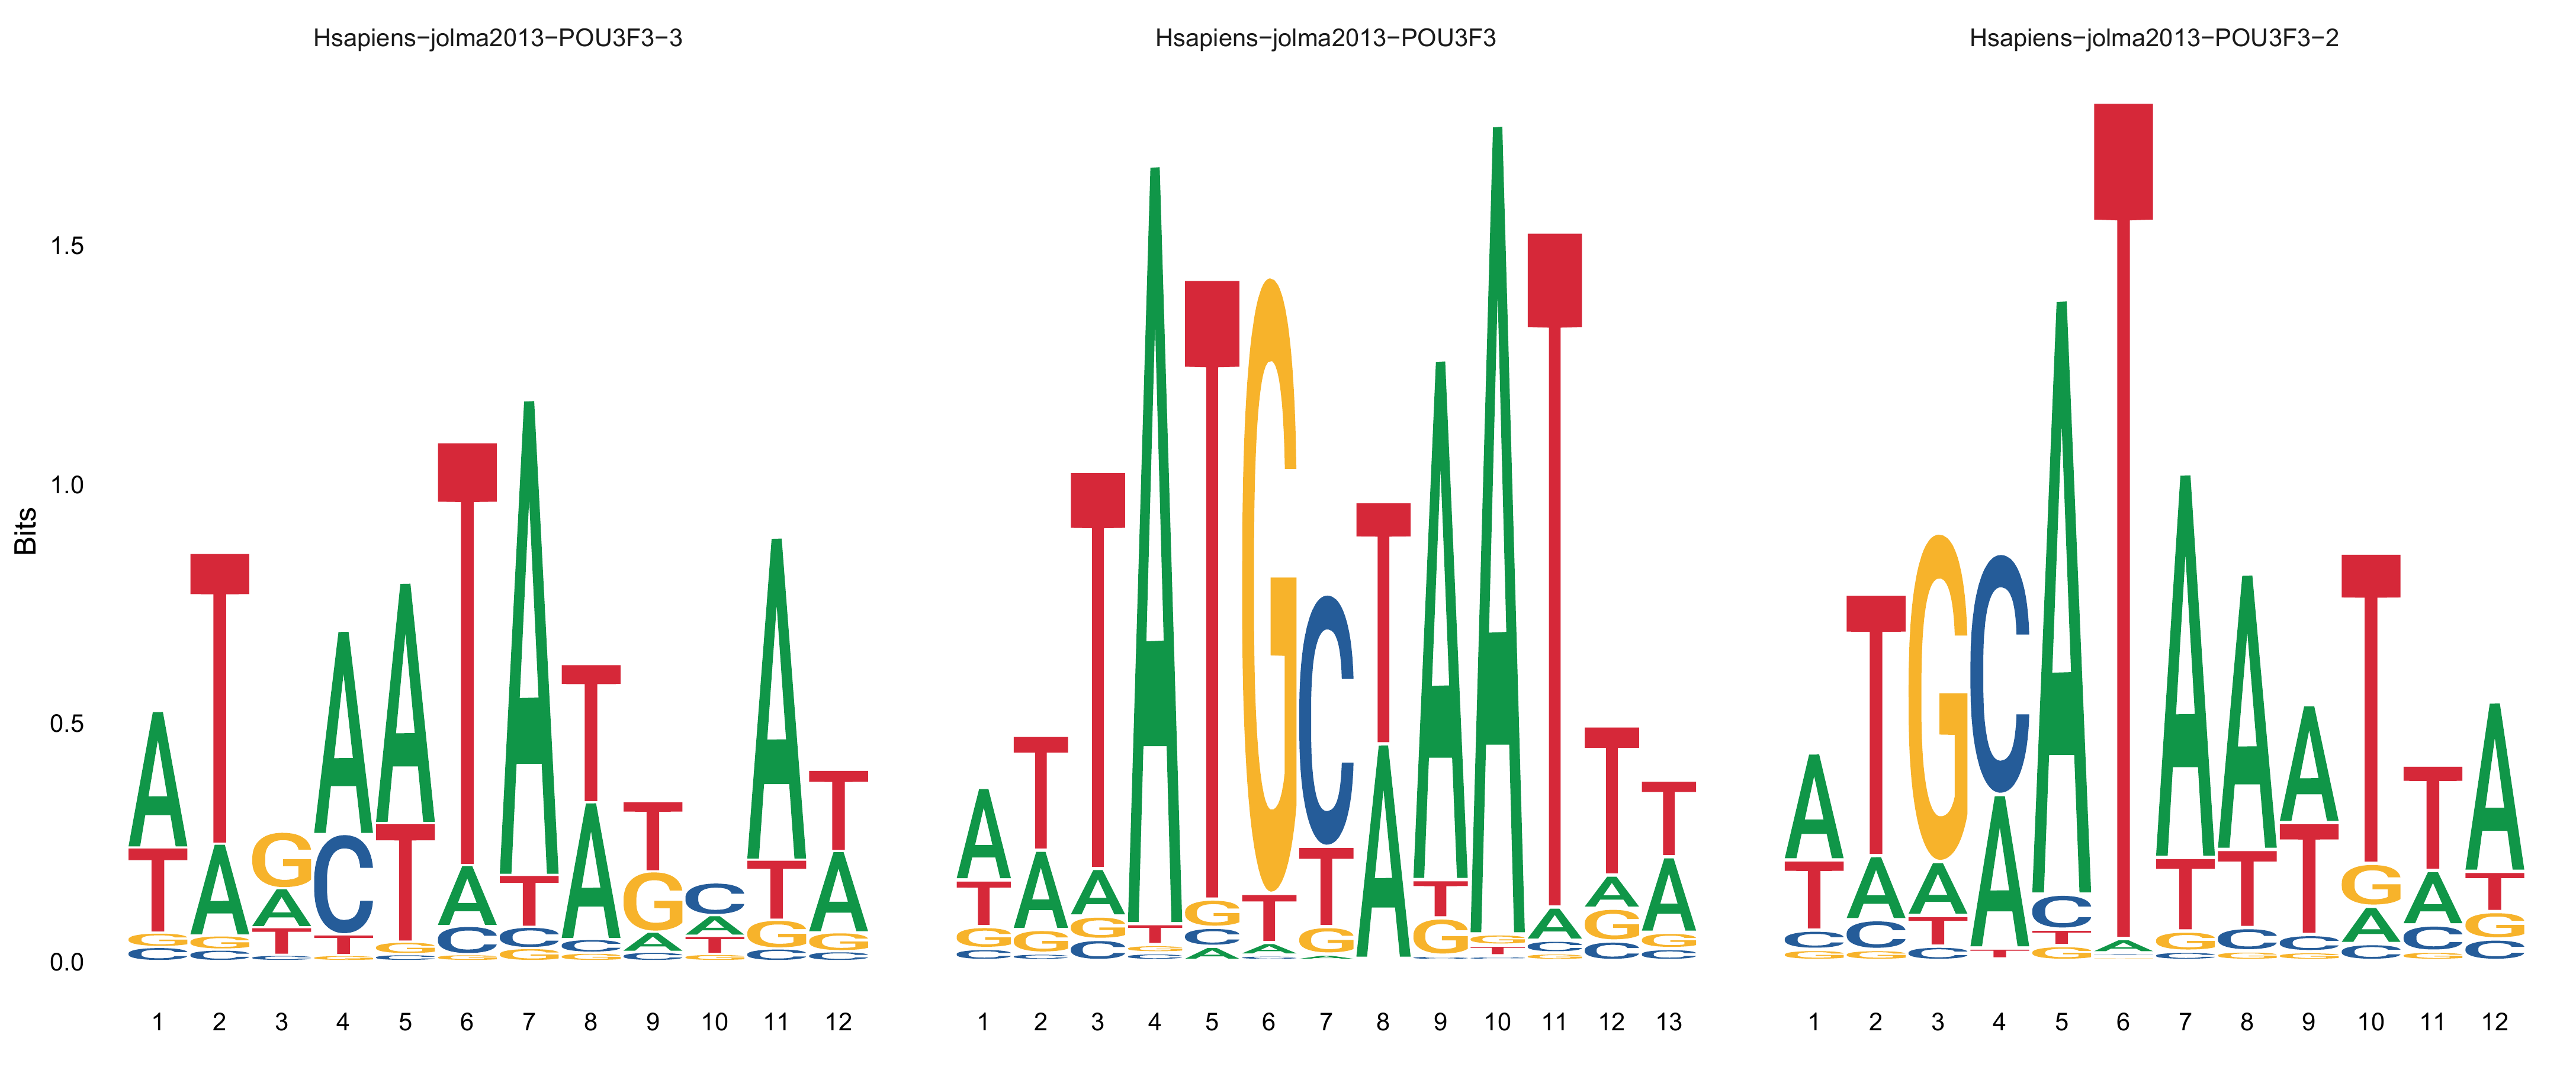 Hsapiens−jolma2013−POU3F3−3 Hsapiens−jolma2013−POU3F3 Hsapiens−jolma2013−POU3F3−2
Bits
1.5
1.0
0.5
0.0
1 2 3 4 5 6 7 8 9 10 11 12 1 2 3 4 5 6 7 8 9 10 11 12 13 1 2 3 4 5 6 7 8 9 10 11 12